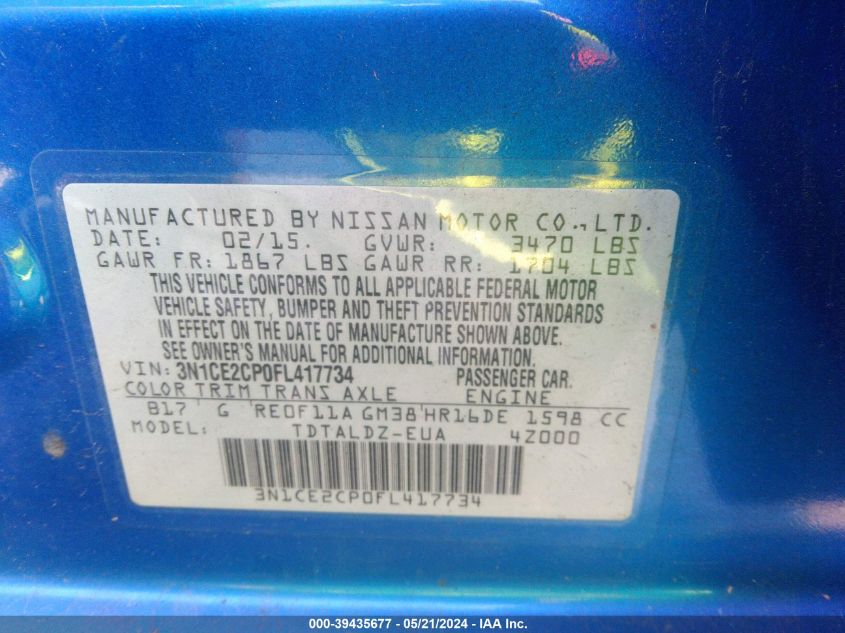 MANUFACTURED BY NISSAN MOTOR CO., LTD.
DATE: 02/15. GVWR: 3470 LBS
GAWR FR: 1867 LBS GAWR RR: 1704 LBS
THIS VEHICLE CONFORMS TO ALL APPLICABLE FEDERAL MOTOR
VEHICLE SAFETY, BUMPER AND THEFT PREVENTION STANDARDS
IN EFFECT ON THE DATE OF MANUFACTURE SHOWN ABOVE.
SEE OWNER'S MANUAL FOR ADDITIONAL INFORMATION.
VIN: 3N1CE2CP0FL417734 PASSENGER CAR.
COLOR TRIM TRANS AXLE ENGINE
B17 G RE0F11A GM38 HR16DE 1598 CC
MODEL: TDTALDZ-EUA 4Z000
3N1CE2CP0FL417734
000-39435677 - 05/21/2024 - IAA Inc.